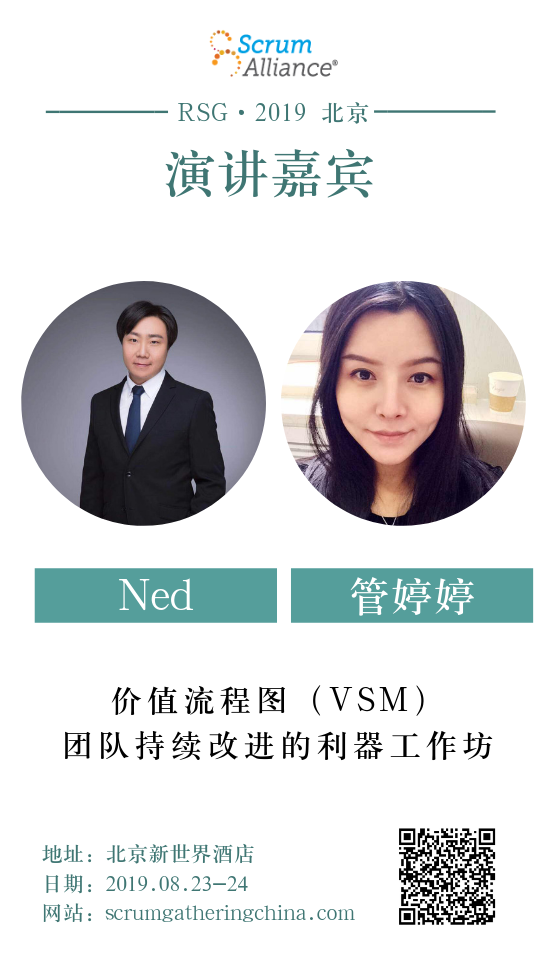 Scrum
Alliance®
RSG·2019 北京
演讲嘉宾
Ned
管婷婷
价值流程图（VSM）
团队持续改进的利器工作坊
地址：北京新世界酒店
日期：2019.08.23-24
网站：scrumgatheringchina.com